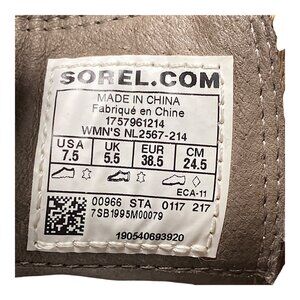 SOREL.COM
MADE IN CHINA
Fabriqué en Chine
1757961214
WMN'S NL2567-214
USA UK EUR CM
7.5 5.5 38.5 24.5
ECA-11
00966 STA 0117 217
7SB1995M00079
190540693920